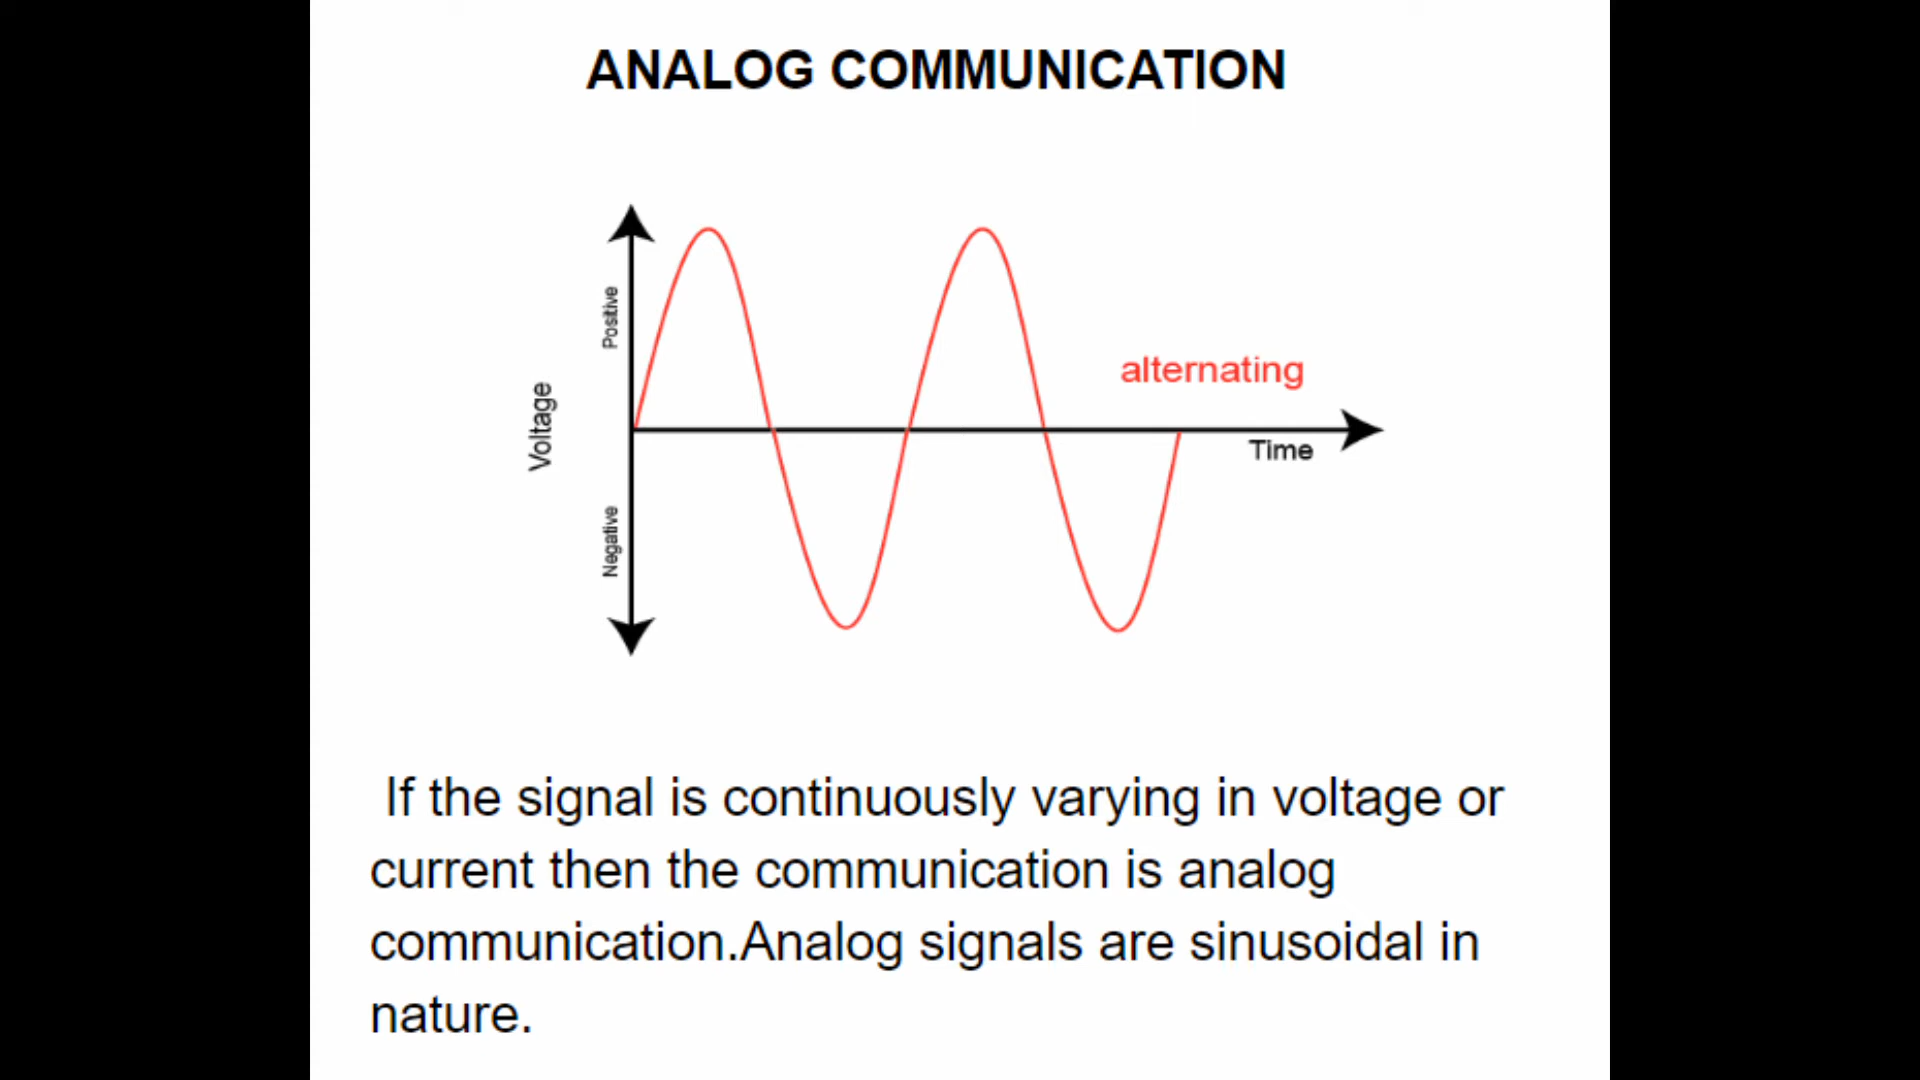 ANALOG COMMUNICATION
Positive
alternating
Voltage
Time
Negative
If the signal is continuously varying in voltage or
current then the communication is analog
communication.Analog signals are sinusoidal in
nature.